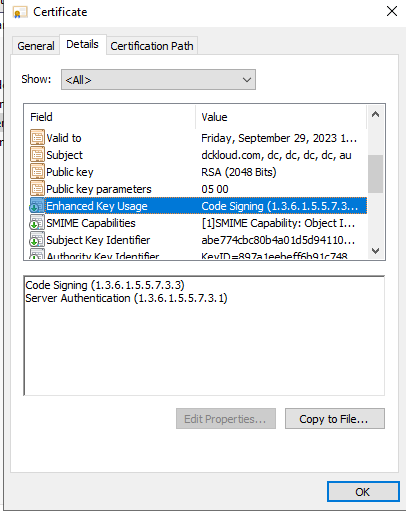 Certificate
General Details Certification Path
Show: <All>
Field Value
Valid to Friday, September 29, 2023 1...
Subject dckloud.com, dc, dc, dc, au
Public key RSA (2048 Bits)
Public key parameters 05 00
Enhanced Key Usage Code Signing (1.3.6.1.5.5.7.3....
SMIME Capabilities [1]SMIME Capability: Object I...
Subject Key Identifier abe774cbc80b4a01d5d94110...
Authority Key Identifier KeyID=897a1eebeff6b91c748
Code Signing (1.3.6.1.5.5.7.3.3)
Server Authentication (1.3.6.1.5.5.7.3.1)
Edit Properties... Copy to File...
OK